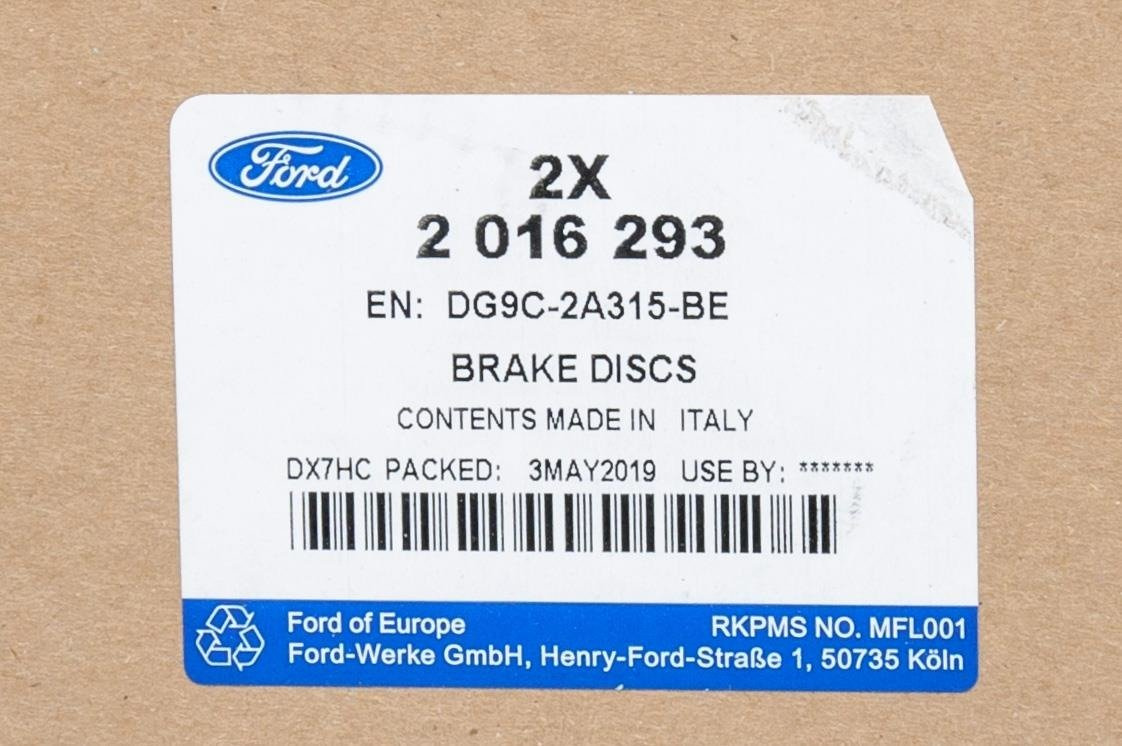 Ford
2X
2 016 293
EN: DG9C-2A315-BE
BRAKE DISCS
CONTENTS MADE IN ITALY
DX7HC PACKED: 3MAY2019 USE BY: *******
Ford of Europe RKPMS NO. MFL001
Ford-Werke GmbH, Henry-Ford-Straße 1, 50735 Köln